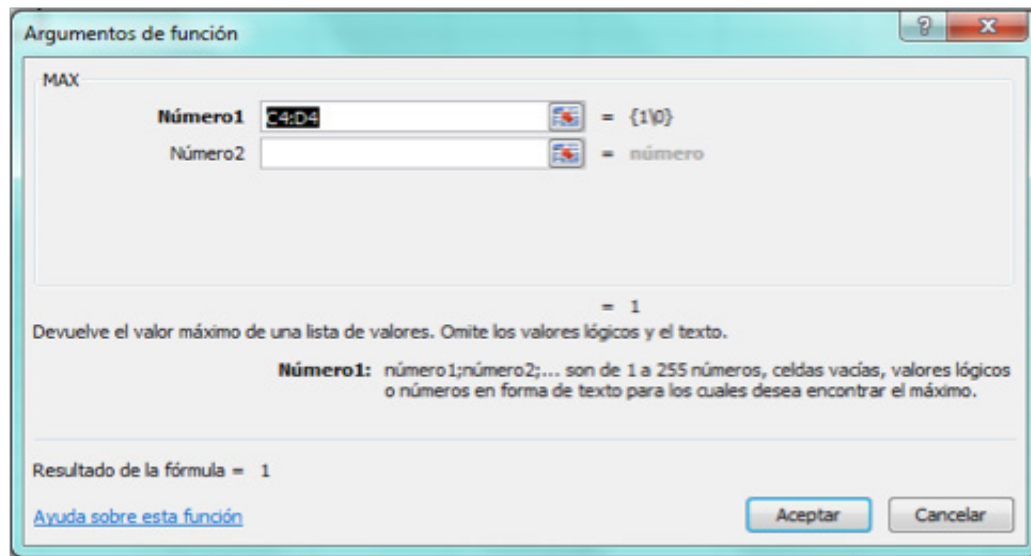 Argumentos de función
MAX
Número1 C4:D4 = {1\0}
Número2 = número
= 1
Devuelve el valor máximo de una lista de valores. Omite los valores lógicos y el texto.
Número1: número1;número2;... son de 1 a 255 números, celdas vacías, valores lógicos
o números en forma de texto para los cuales desea encontrar el máximo.
Resultado de la fórmula = 1
Ayuda sobre esta función
Aceptar Cancelar